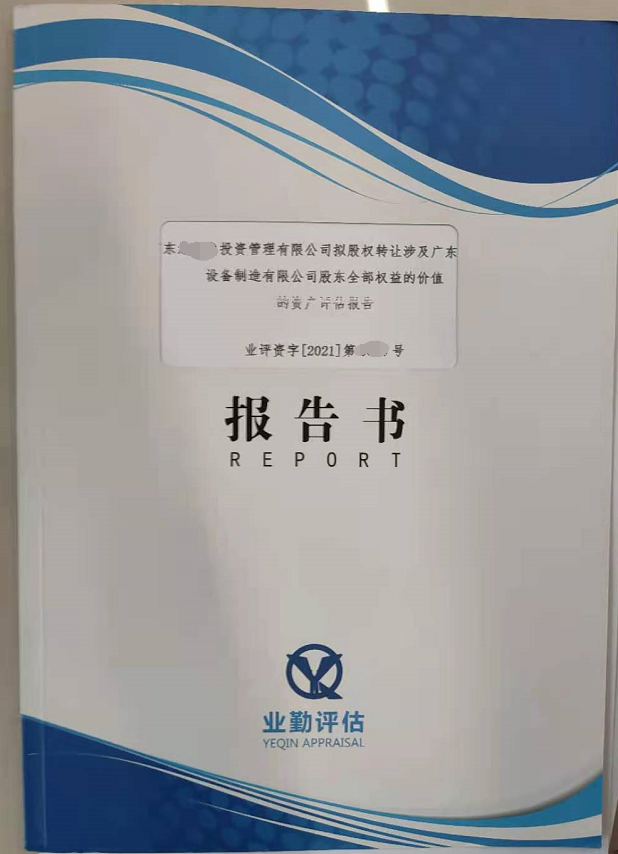 东投资管理有限公司拟股权转让涉及广东
设备制造有限公司股东全部权益的价值
的资产评估报告
业评资字[2021]第 号
报告书
REPORT
业勤评估
YEQIN APPRAISAL